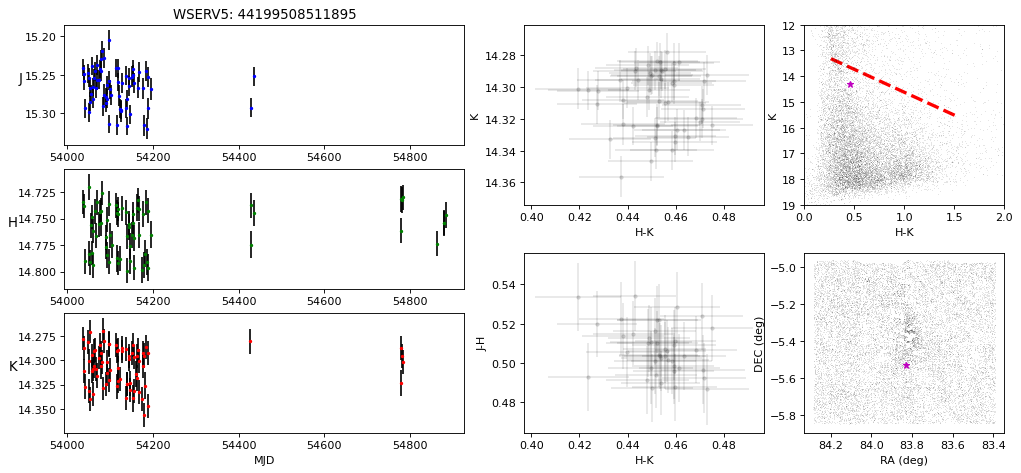 WSERV5: 44199508511895
15.20
15.25
15.30
J
54000 54200 54400 54600 54800
14.725
14.750
14.775
14.800
H
54000 54200 54400 54600 54800
14.275
14.300
14.325
14.350
K
54000 54200 54400 54600 54800
MJD
14.28
14.30
14.32
14.34
14.36
K
0.40 0.42 0.44 0.46 0.48
H-K
12
13
14
15
16
17
18
19
K
0.0 0.5 1.0 1.5 2.0
H-K
0.54
0.52
0.50
0.48
J-H
0.40 0.42 0.44 0.46 0.48
H-K
−5.0
−5.2
−5.4
−5.6
−5.8
DEC (deg)
84.2 84.0 83.8 83.6 83.4
RA (deg)